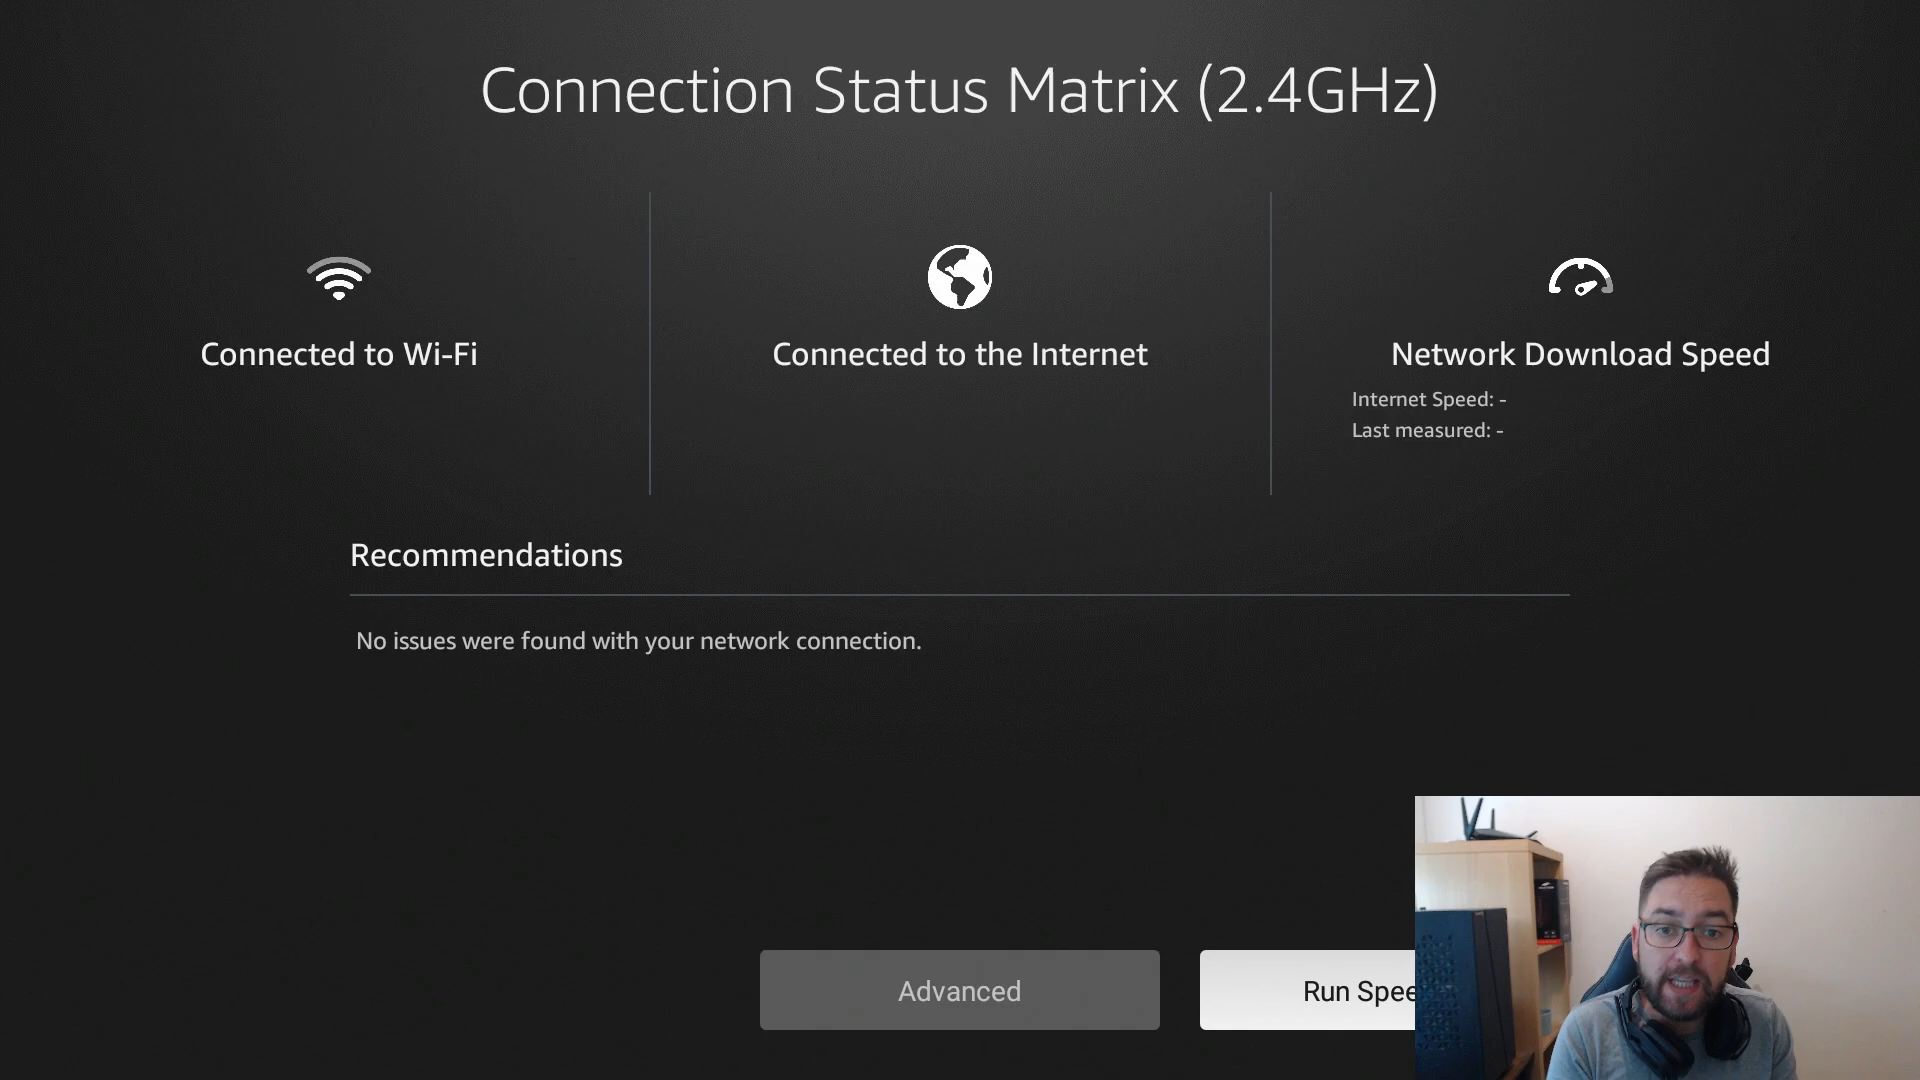 Connection Status Matrix (2.4GHz)
Connected to Wi-Fi
Connected to the Internet
Network Download Speed
Internet Speed: -
Last measured: -
Recommendations
No issues were found with your network connection.
Advanced
Run Spee